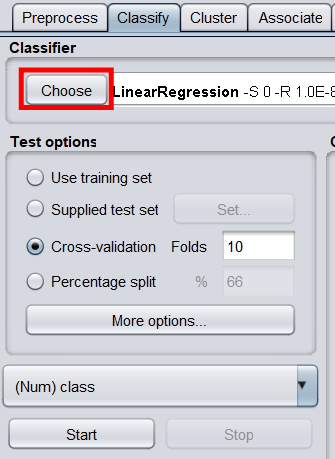 Preprocess Classify Cluster Associate
Classifier
Choose LinearRegression -S 0 -R 1.0E-8
Test options
Use training set
Supplied test set Set...
Cross-validation Folds 10
Percentage split % 66
More options...
(Num) class
Start Stop